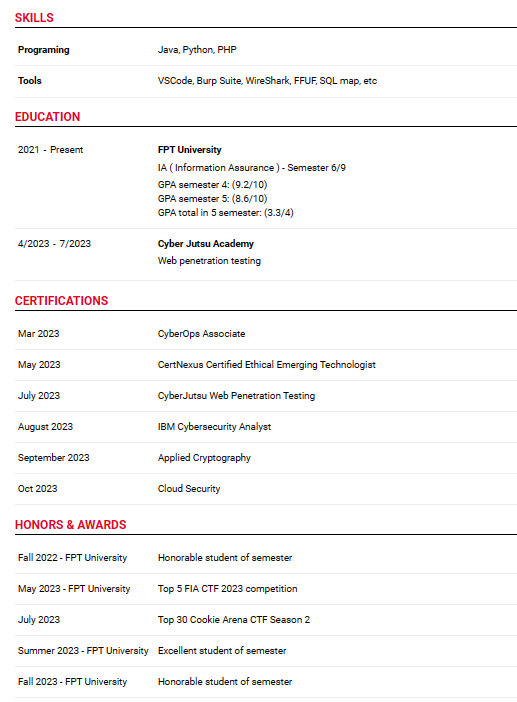 SKILLS
Programing Java, Python, PHP
Tools VSCode, Burp Suite, WireShark, FFUF, SQL map, etc
EDUCATION
2021 - Present FPT University
IA ( Information Assurance ) - Semester 6/9
GPA semester 4: (9.2/10)
GPA semester 5: (8.6/10)
GPA total in 5 semester: (3.3/4)
4/2023 - 7/2023 Cyber Jutsu Academy
Web penetration testing
CERTIFICATIONS
Mar 2023 CyberOps Associate
May 2023 CertNexus Certified Ethical Emerging Technologist
July 2023 CyberJutsu Web Penetration Testing
August 2023 IBM Cybersecurity Analyst
September 2023 Applied Cryptography
Oct 2023 Cloud Security
HONORS & AWARDS
Fall 2022 - FPT University Honorable student of semester
May 2023 - FPT University Top 5 FIA CTF 2023 competition
July 2023 Top 30 Cookie Arena CTF Season 2
Summer 2023 - FPT University Excellent student of semester
Fall 2023 - FPT University Honorable student of semester